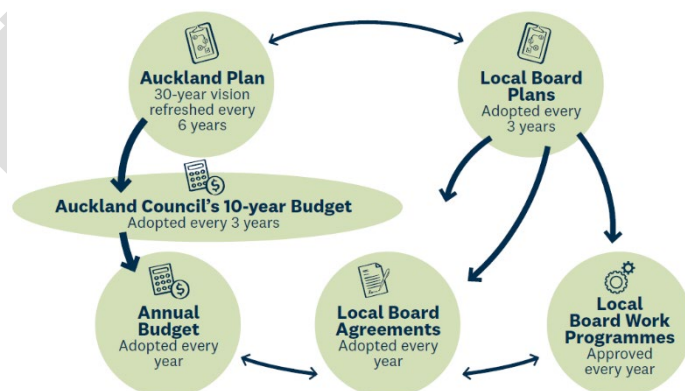 Auckland Plan
30-year vision
refreshed every
6 years
Local Board
Plans
Adopted every
3 years
$
Auckland Council's 10-year Budget
Adopted every 3 years
$
Annual
Budget
Adopted every
year
Local Board
Agreements
Adopted every
year
Local
Board Work
Programmes
Approved
every year